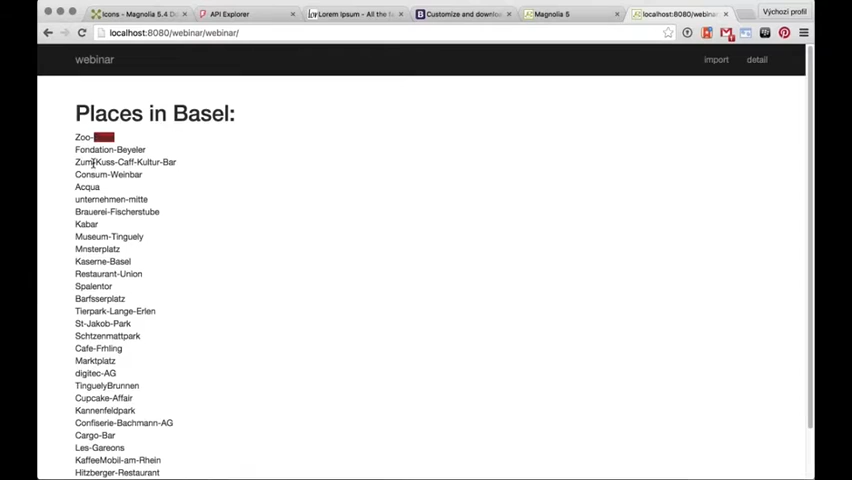 Icons - Magnolia 5.4 Do
API Explorer
Lorem Ipsum - All the fa
Customize and downloa
Magnolia 5
localhost:8080/webinar
Výchozí profil
localhost:8080/webinar/webinar/
webinar
import
detail
Places in Basel:
Zoo-
Fondation-Beyeler
Zum-Kuss-Caff-Kultur-Bar
Consum-Weinbar
Acqua
unternehmen-mitte
Brauerei-Fischerstube
Kabar
Museum-Tinguely
Mnsterplatz
Kaserne-Basel
Restaurant-Union
Spalentor
Barfsserplatz
Tierpark-Lange-Erlen
St-Jakob-Park
Schtzenmattpark
Cafe-Frhling
Marktplatz
digitec-AG
TinguelyBrunnen
Cupcake-Affair
Kannenfeldpark
Confiserie-Bachmann-AG
Cargo-Bar
Les-Gareons
KaffeeMobil-am-Rhein
Hitzberger-Restaurant